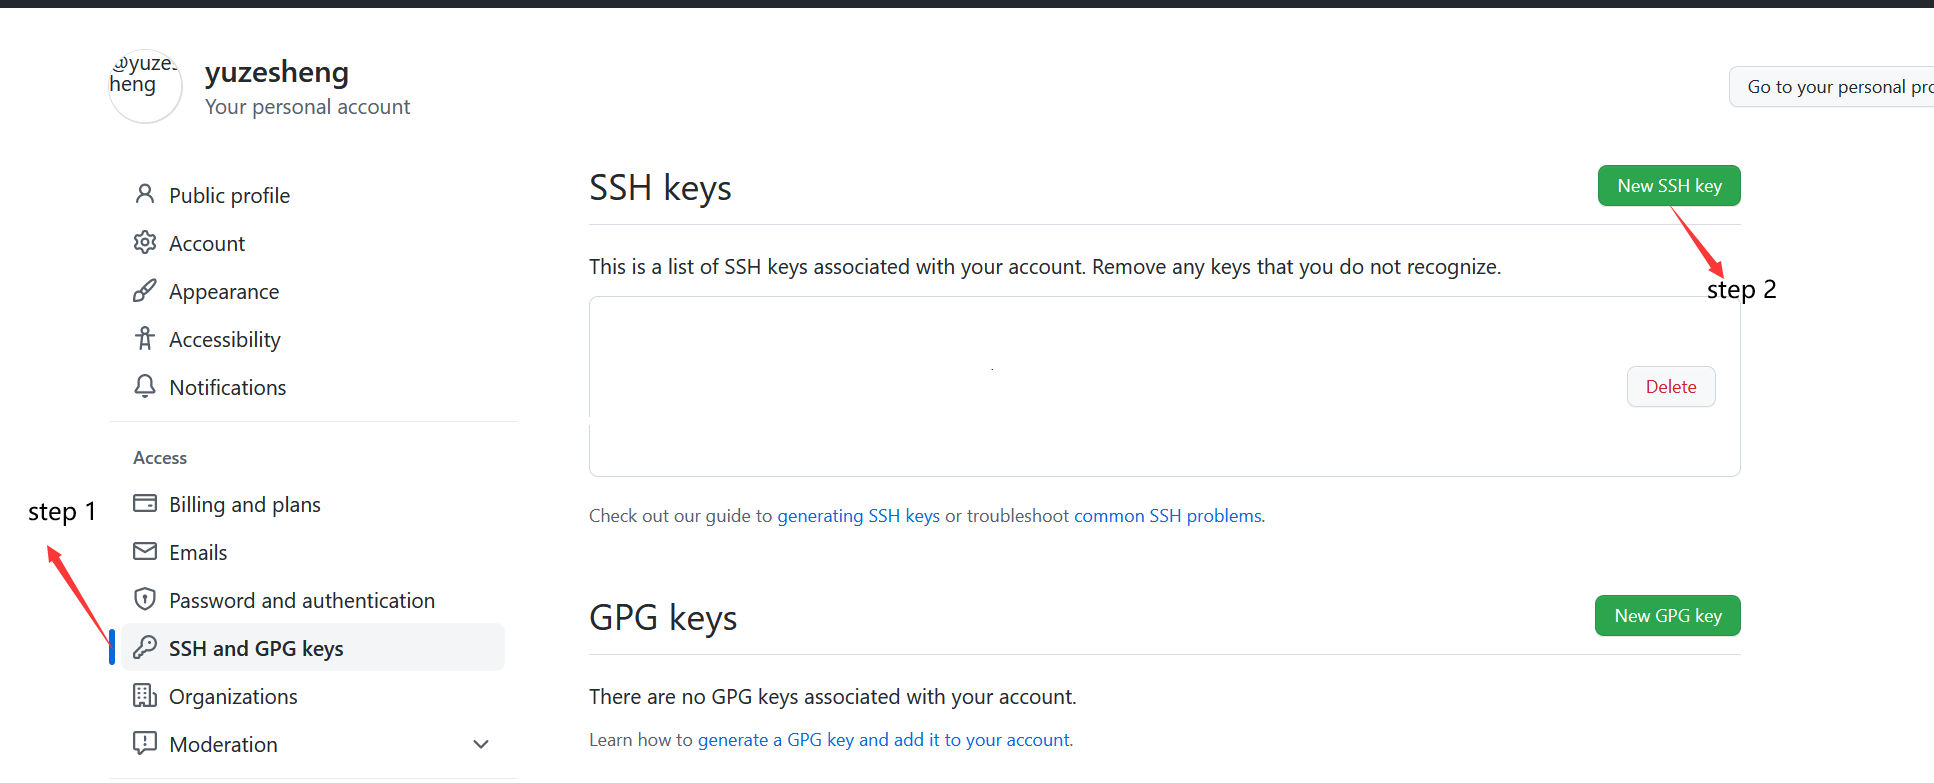 @yuzes
heng
yuzesheng
Your personal account
Go to your personal pro
Public profile
Account
Appearance
Accessibility
Notifications
Access
Billing and plans
Emails
Password and authentication
SSH and GPG keys
Organizations
Moderation
step 1
SSH keys
New SSH key
step 2
This is a list of SSH keys associated with your account. Remove any keys that you do not recognize.
Delete
Check out our guide to generating SSH keys or troubleshoot common SSH problems.
GPG keys
New GPG key
There are no GPG keys associated with your account.
Learn how to generate a GPG key and add it to your account.